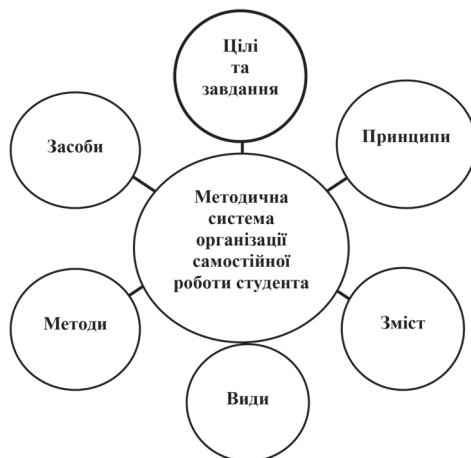 Цілі
та
завдання
Принципи
Засоби
Методична
система
організації
самостійної
роботи студента
Методи
Зміст
Види